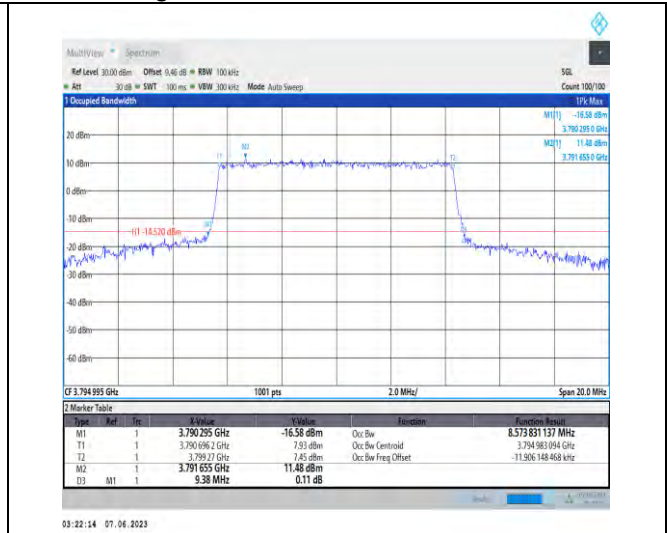 MultiView Spectrum
Ref Level 30.00 dBm Offset 9.46 dB RBW 100 kHz SGL
Att 30 dB SWT 100 ms VBW 300 kHz Mode Auto Sweep Count 100/100
1 Occupied Bandwidth 1Pk Max
M1[1] -16.58 dBm
3.790 295 0 GHz
20 dBm
M2[1] 11.48 dBm
3.791 655 0 GHz
M2
T1 T2
10 dBm
0 dBm
-10 dBm
H1 -14.520 dBm
-20 dBm
-30 dBm
-40 dBm
-50 dBm
-60 dBm
CF 3.794 995 GHz 1001 pts 2.0 MHz/ Span 20.0 MHz
2 Marker Table
Type Ref Trc X-Value Y-Value Function Function Result
M1 1 3.790 295 GHz -16.58 dBm Occ Bw 8.573 831 137 MHz
T1 1 3.790 696 2 GHz 7.93 dBm Occ Bw Centroid 3.794 983 094 GHz
T2 1 3.799 27 GHz 7.45 dBm Occ Bw Freq Offset -11.906 148 468 kHz
M2 1 3.791 655 GHz 11.48 dBm
D3 M1 1 9.38 MHz 0.11 dB
03:22:14 07.06.2023